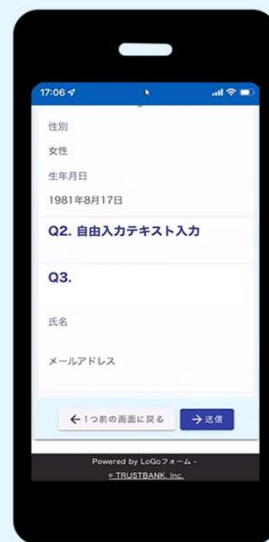 17:06
性別
女性
生年月日
1981年8月17日
Q2. 自由入力テキスト入力
Q3.
氏名
メールアドレス
←1つ前の画面に戻る
→送信
Powered by LoGoフォーム -
© TRUSTBANK, Inc.